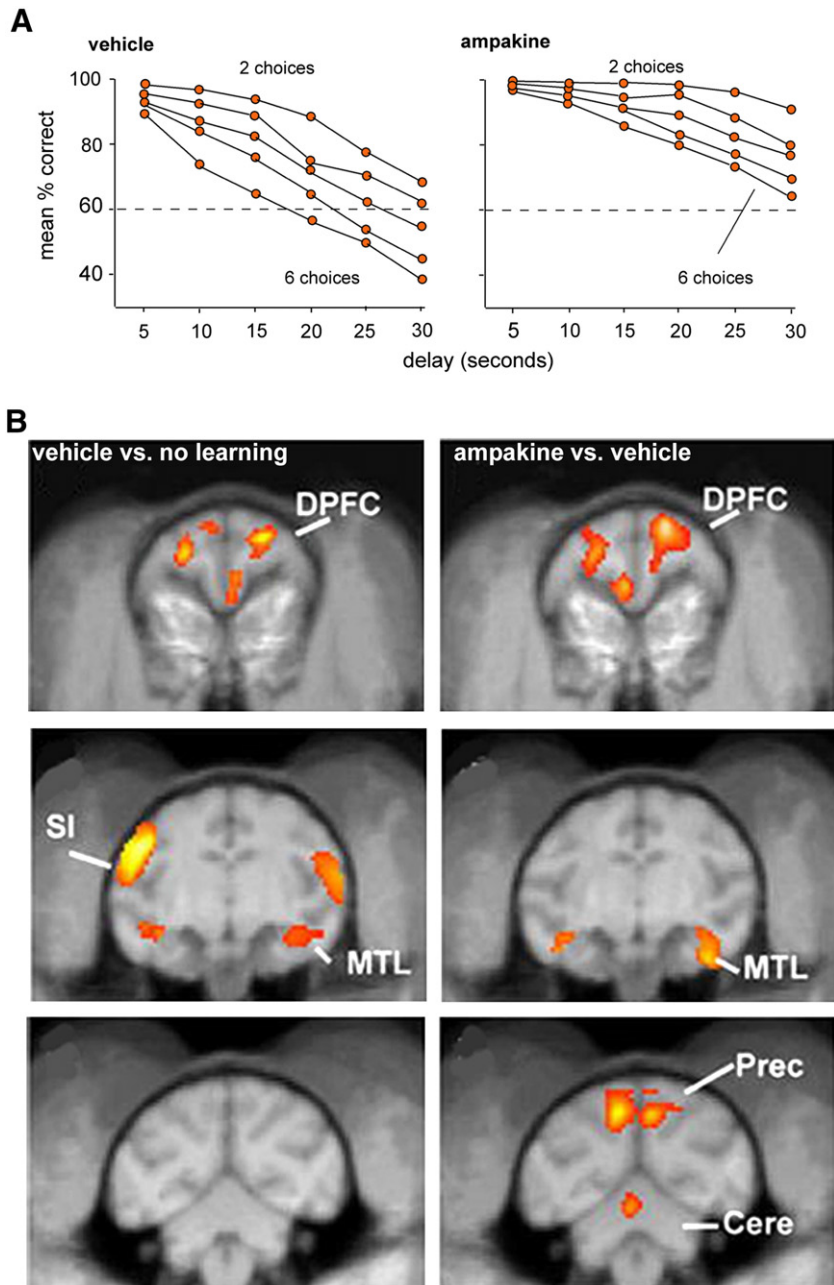 A
vehicle
ampakine
2 choices
2 choices
100
80
60
40
mean % correct
6 choices
6 choices
5 10 15 20 25 30
5 10 15 20 25 30
delay (seconds)
B
vehicle vs. no learning
ampakine vs. vehicle
DPFC
DPFC
SI
MTL
MTL
Prec
Cere